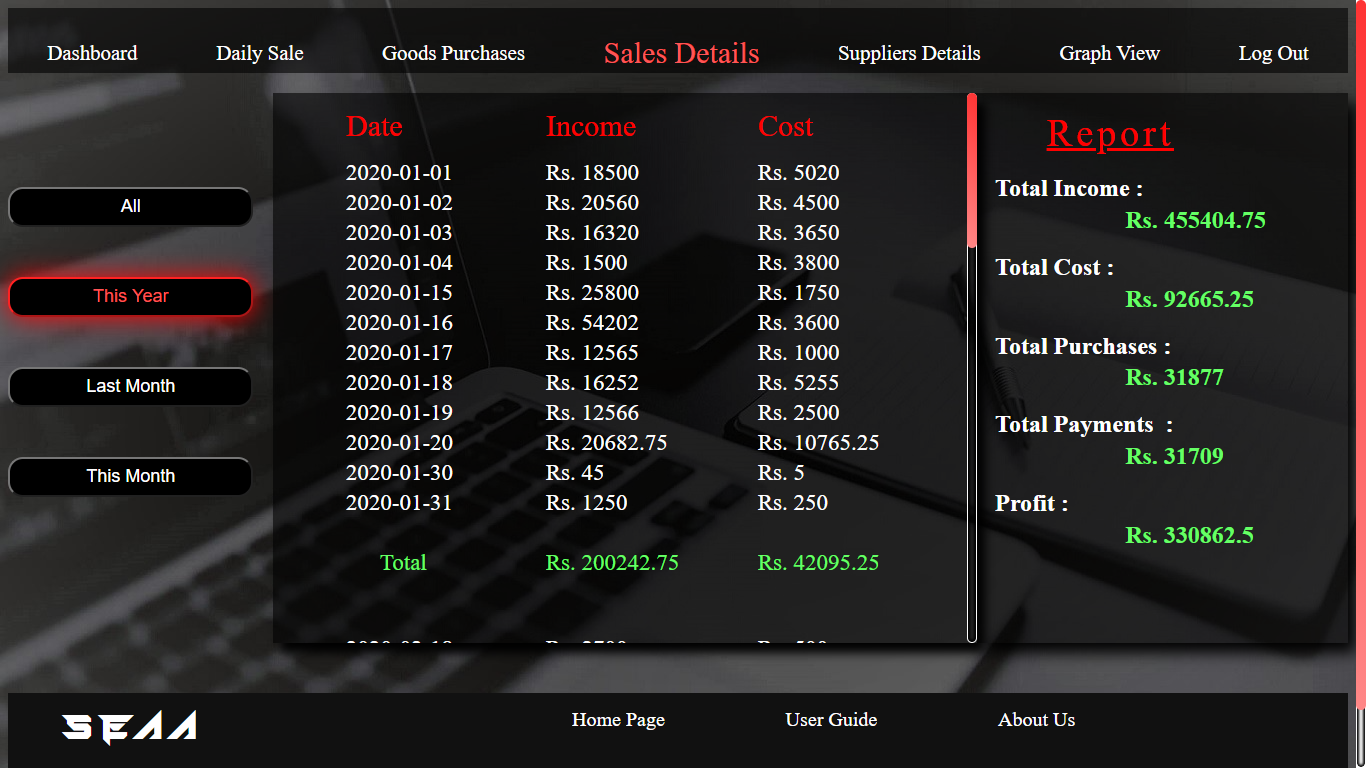 Dashboard Daily Sale Goods Purchases Sales Details Suppliers Details Graph View Log Out
All
This Year
Last Month
This Month
Date Income Cost
2020-01-01 Rs. 18500 Rs. 5020
2020-01-02 Rs. 20560 Rs. 4500
2020-01-03 Rs. 16320 Rs. 3650
2020-01-04 Rs. 1500 Rs. 3800
2020-01-15 Rs. 25800 Rs. 1750
2020-01-16 Rs. 54202 Rs. 3600
2020-01-17 Rs. 12565 Rs. 1000
2020-01-18 Rs. 16252 Rs. 5255
2020-01-19 Rs. 12566 Rs. 2500
2020-01-20 Rs. 20682.75 Rs. 10765.25
2020-01-30 Rs. 45 Rs. 5
2020-01-31 Rs. 1250 Rs. 250
Total Rs. 200242.75 Rs. 42095.25
Report
Total Income :
Rs. 455404.75
Total Cost :
Rs. 92665.25
Total Purchases :
Rs. 31877
Total Payments :
Rs. 31709
Profit :
Rs. 330862.5
Home Page User Guide About Us